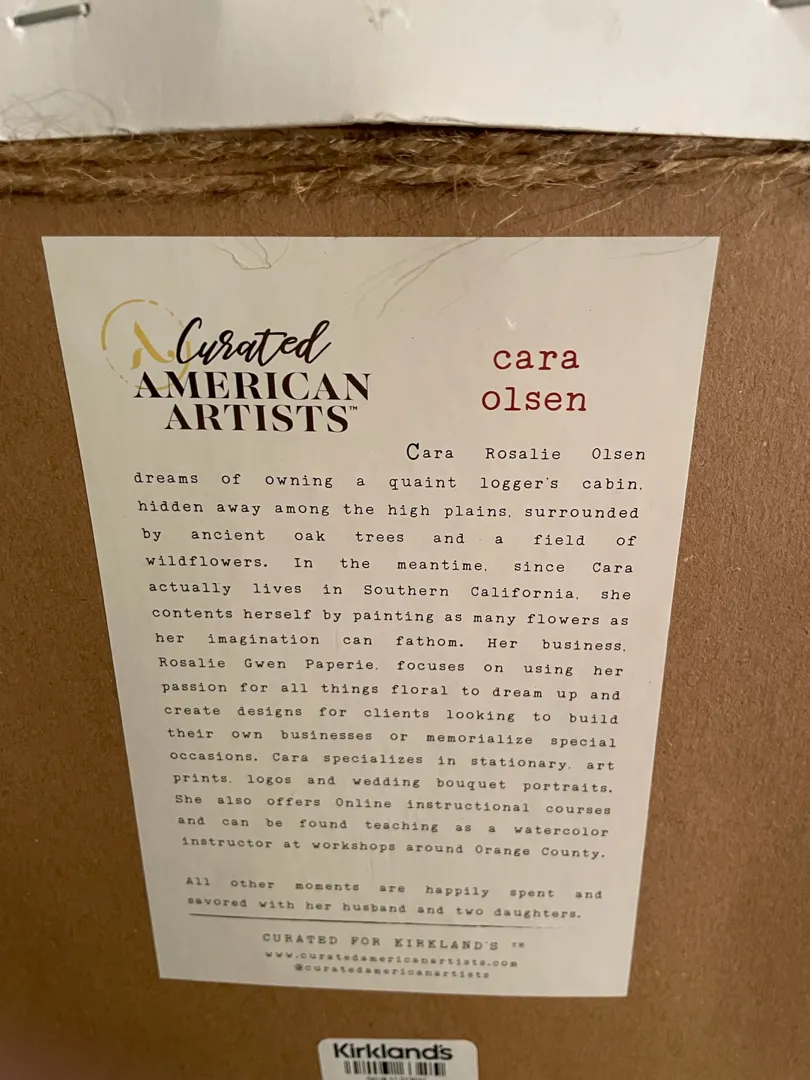 Curated
AMERICAN
ARTISTS™
cara
olsen
Cara Rosalie Olsen
dreams of owning a quaint logger's cabin,
hidden away among the high plains, surrounded
by ancient oak trees and a field of
wildflowers. In the meantime, since Cara
actually lives in Southern California, she
contents herself by painting as many flowers as
her imagination can fathom. Her business,
Rosalie Gwen Paperie, focuses on using her
passion for all things floral to dream up and
create designs for clients looking to build
their own businesses or memorialize special
occasions. Cara specializes in stationary, art
prints, logos and wedding bouquet portraits.
She also offers Online instructional courses
and can be found teaching as a watercolor
instructor at workshops around Orange County.
All other moments are happily spent and
savored with her husband and two daughters.
CURATED FOR KIRKLAND'S ™
www.curatedamericanartists.com
@curatedamericanartists
Kirkland's